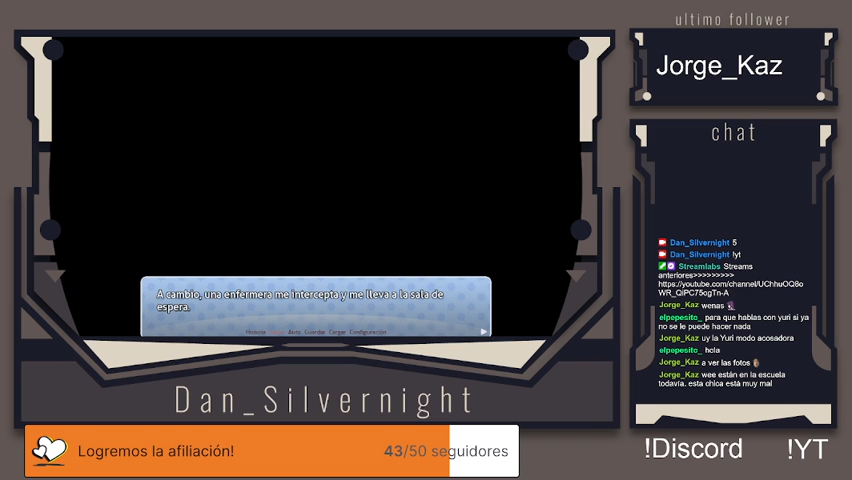 ultimo follower
Jorge_Kaz
chat
Dan_Silvernight 5
Dan_Silvernight !yt
Streamlabs Streams
anteriores>>>>>>>>>
https://youtube.com/channel/UChhuOQ8o
WR_QiPC75ogTn-A
Jorge_Kaz wenas
elpepesito_ para que hablas con yuri si ya
no se le puede hacer nada
Jorge_Kaz uy la Yuri modo acosadora
elpepesito_ hola
Jorge_Kaz a ver las fotos
Jorge_Kaz wee están en la escuela
todavía. esta chica está muy mal
A cambio, una enfermera me intercepta y me lleva a la sala de
espera.
Historia Auto Guardar Cargar Configuración
Dan_Silvernight
Logremos la afiliación! 43/50 seguidores
!Discord !YT